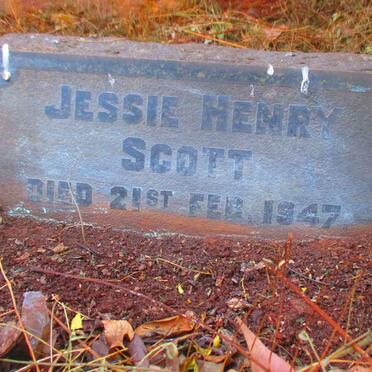 JESSIE HENRY
SCOTT
DIED 21ST FEB. 1947